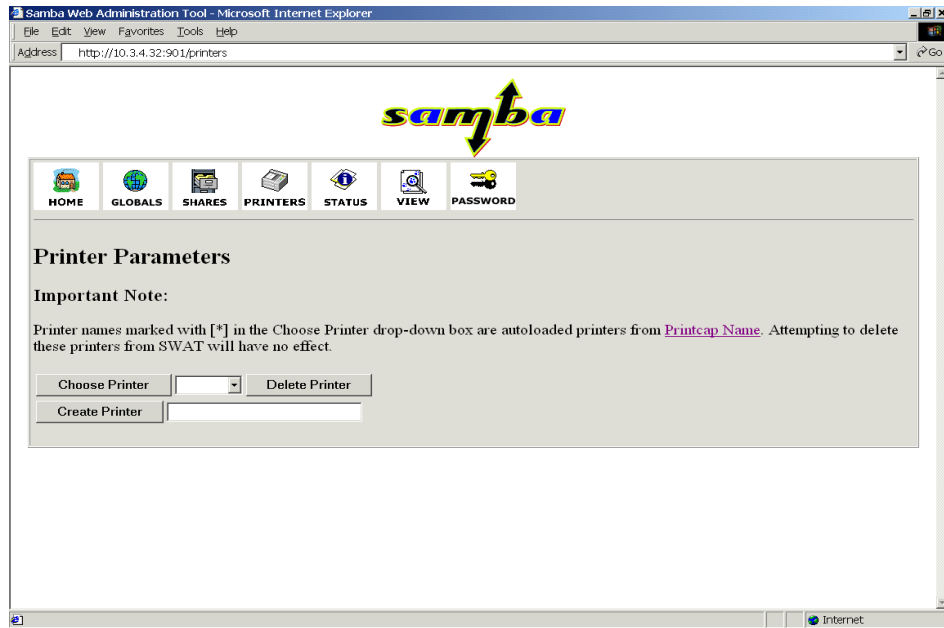 Samba Web Administration Tool - Microsoft Internet Explorer
File Edit View Favorites Tools Help
Address http://10.3.4.32:901/printers Go
samba
HOME GLOBALS SHARES PRINTERS STATUS VIEW PASSWORD
Printer Parameters
Important Note:
Printer names marked with [*] in the Choose Printer drop-down box are autoloaded printers from Printcap Name. Attempting to delete
these printers from SWAT will have no effect.
Choose Printer Delete Printer
Create Printer
Internet